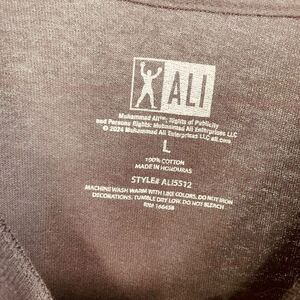 ALI
Muhammad Ali™; Rights of Publicity
and Persona Rights: Muhammad Ali Enterprises LLC
© 2024 Muhammad Ali Enterprises LLC ali.com
L
100% COTTON
MADE IN HONDURAS
STYLE# ALI5512
MACHINE WASH WARM WITH LIKE COLORS. DO NOT IRON
DECORATIONS. TUMBLE DRY LOW. DO NOT BLEACH
RN# 166458